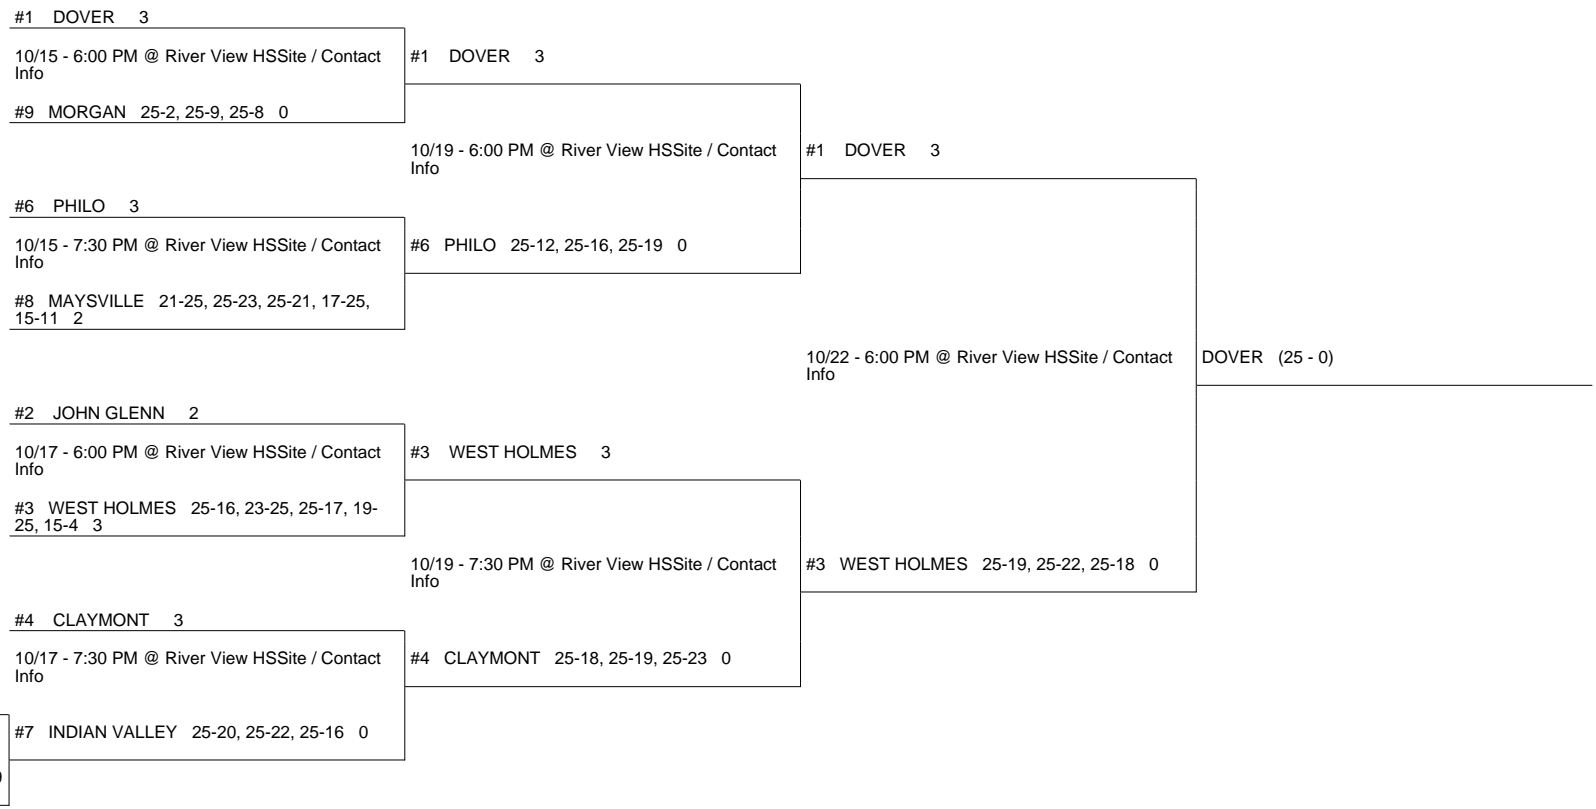 #1 DOVER 3
10/15 - 6:00 PM @ River View HSSite / Contact
Info
#9 MORGAN 25-2, 25-9, 25-8 0
#6 PHILO 3
10/15 - 7:30 PM @ River View HSSite / Contact
Info
#8 MAYSVILLE 21-25, 25-23, 25-21, 17-25,
15-11 2
#2 JOHN GLENN 2
10/17 - 6:00 PM @ River View HSSite / Contact
Info
#3 WEST HOLMES 25-16, 23-25, 25-17, 19-
25, 15-4 3
#4 CLAYMONT 3
10/17 - 7:30 PM @ River View HSSite / Contact
Info
#7 INDIAN VALLEY 25-20, 25-22, 25-16 0
#1 DOVER 3
10/19 - 6:00 PM @ River View HSSite / Contact
Info
#6 PHILO 25-12, 25-16, 25-19 0
#3 WEST HOLMES 3
10/19 - 7:30 PM @ River View HSSite / Contact
Info
#4 CLAYMONT 25-18, 25-19, 25-23 0
#1 DOVER 3
10/22 - 6:00 PM @ River View HSSite / Contact
Info
#3 WEST HOLMES 25-19, 25-22, 25-18 0
DOVER (25 - 0)